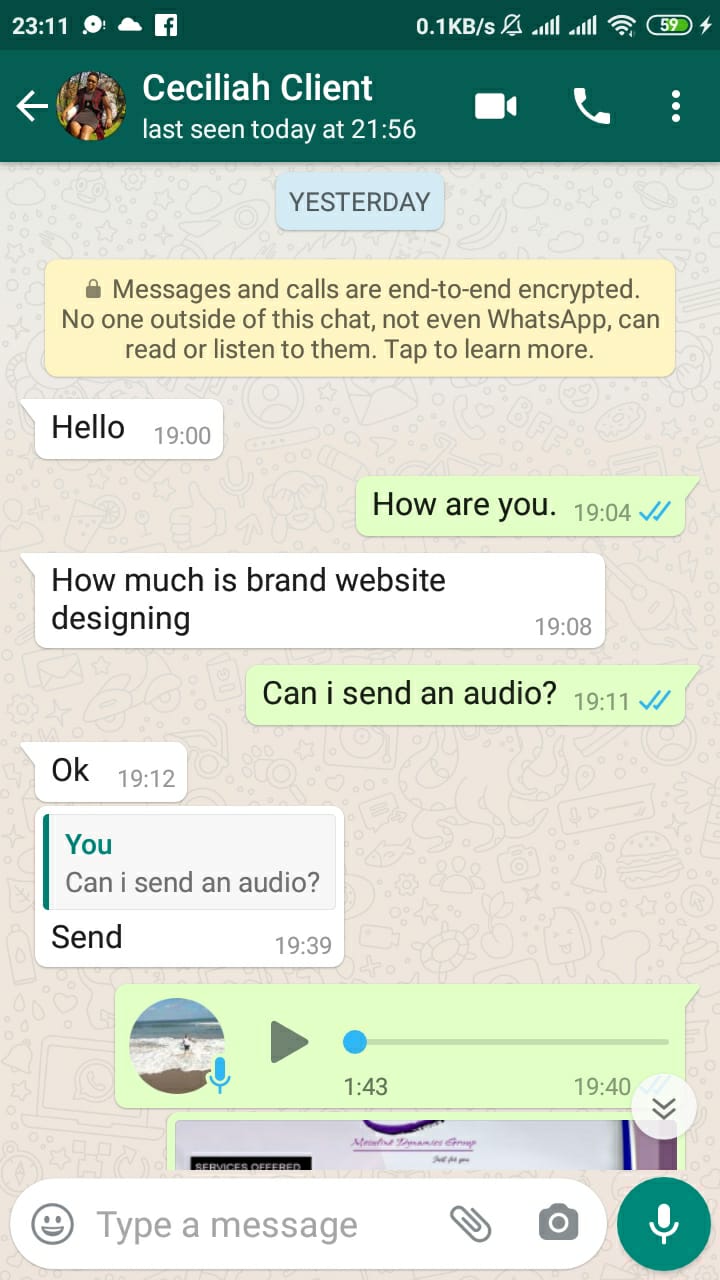 23:11
0.1KB/s
59
Ceciliah Client
last seen today at 21:56
YESTERDAY
Messages and calls are end-to-end encrypted.
No one outside of this chat, not even WhatsApp, can
read or listen to them. Tap to learn more.
Hello 19:00
How are you. 19:04
How much is brand website
designing 19:08
Can i send an audio? 19:11
Ok 19:12
You
Can i send an audio?
Send 19:39
1:43 19:40
Dynamics Group
Just for you
SERVICES OFFERED
Type a message